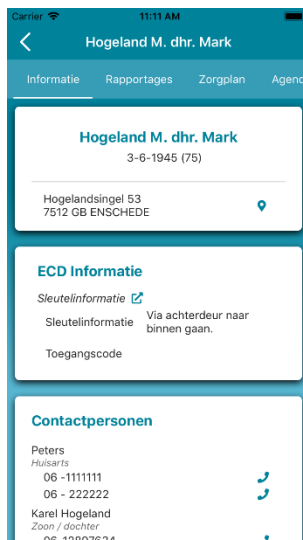 Carrier 11:11 AM
Hogeland M. dhr. Mark
Informatie Rapportages Zorgplan Agen
Hogeland M. dhr. Mark
3-6-1945 (75)
Hogelandsingel 53
7512 GB ENSCHEDE
ECD Informatie
Sleutelinformatie
Sleutelinformatie Via achterdeur naar
binnen gaan.
Toegangscode
Contactpersonen
Peters
Huisarts
06 -1111111
06 - 222222
Karel Hogeland
Zoon / dochter
06-12897634